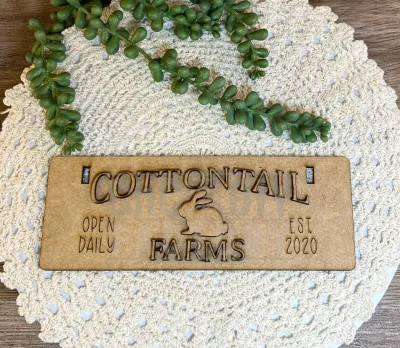 COTTONTAIL
OPEN
DAILY
EST.
2020
FARMS